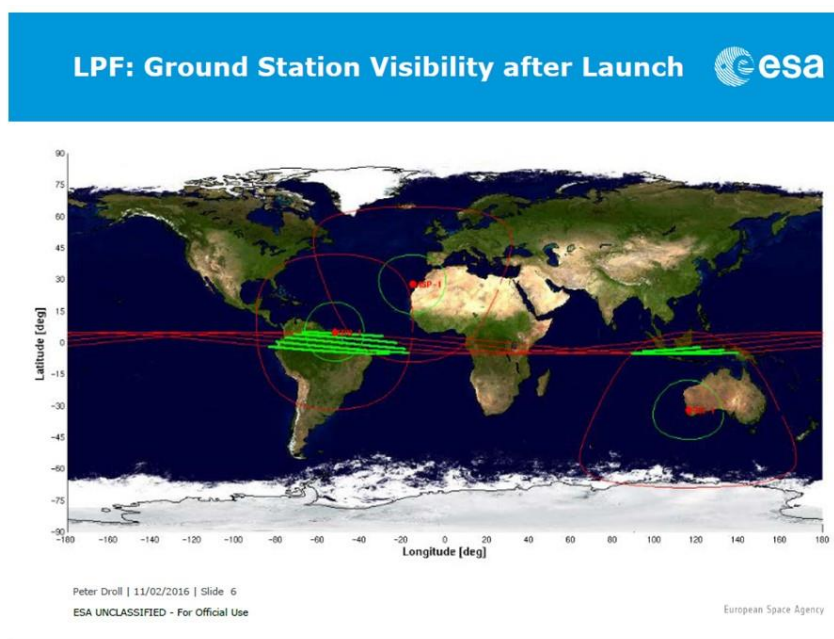 LPF: Ground Station Visibility after Launch
esa
90
75
60
45
30
15
0
-15
-30
-45
-60
-75
-90
Latitude [deg]
-180 -160 -140 -120 -100 -80 -60 -40 -20 0 20 40 60 80 100 120 140 160 180
Longitude [deg]
Peter Droll | 11/02/2016 | Slide 6
ESA UNCLASSIFIED - For Official Use
European Space Agency